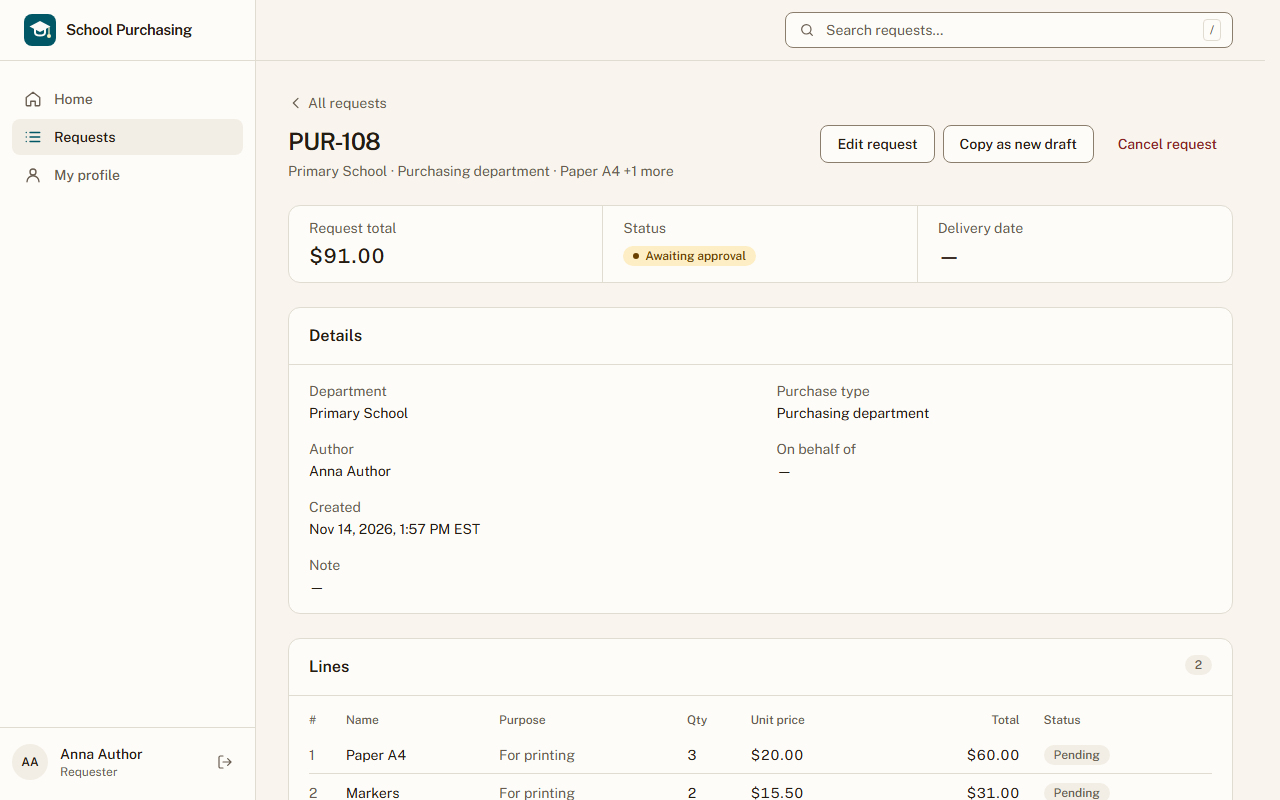 School Purchasing
Search requests...
/
Home
Requests
My profile
All requests
PUR-108
Primary School · Purchasing department · Paper A4 +1 more
Edit request
Copy as new draft
Cancel request
Request total
$91.00
Status
Awaiting approval
Delivery date
—
Details
Department
Primary School
Purchase type
Purchasing department
Author
Anna Author
On behalf of
—
Created
Nov 14, 2026, 1:57 PM EST
Note
—
Lines
2
# Name Purpose Qty Unit price Total Status
1 Paper A4 For printing 3 $20.00 $60.00 Pending
2 Markers For printing 2 $15.50 $31.00 Pending
AA
Anna Author
Requester